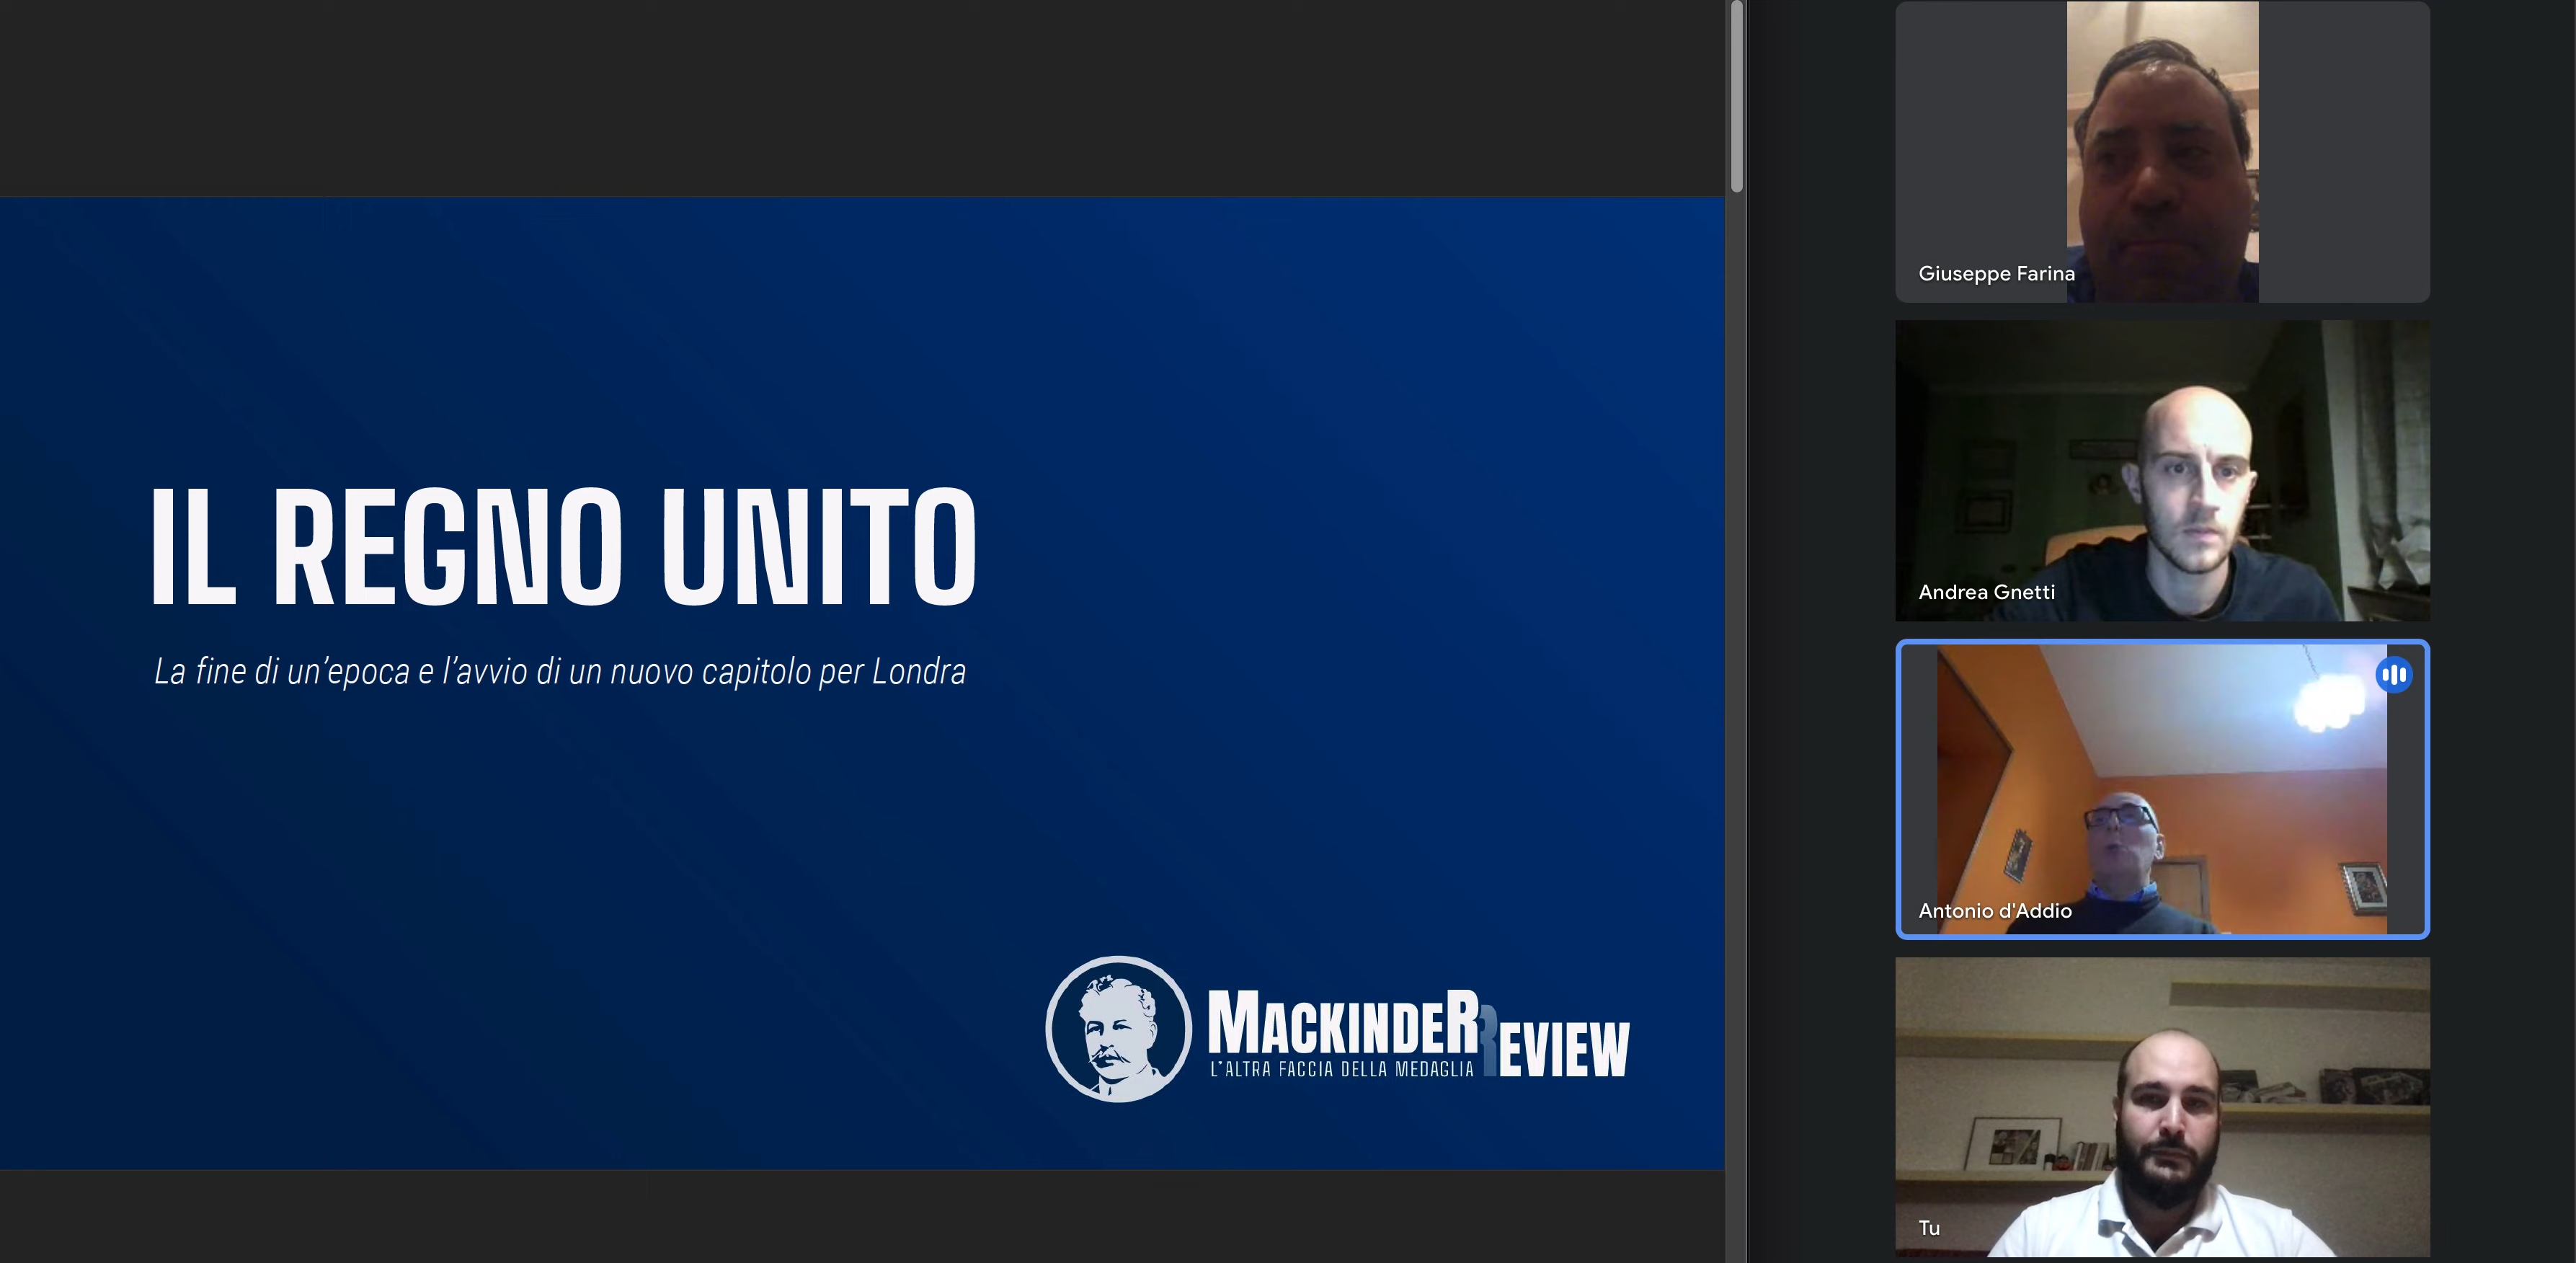 IL REGNO UNITO
La fine di un'epoca e l'avvio di un nuovo capitolo per Londra
MACKINDER REVIEW
L'ALTRA FACCIA DELLA MEDAGLIA
Giuseppe Farina
Andrea Gnetti
Antonio d'Addio
Tu